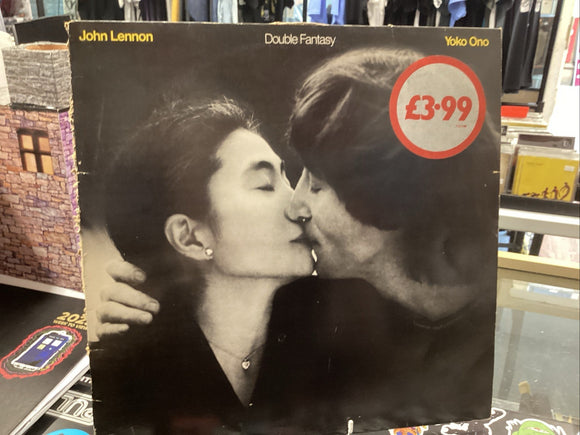 John Lennon
Double Fantasy
Yoko Ono
£3·99